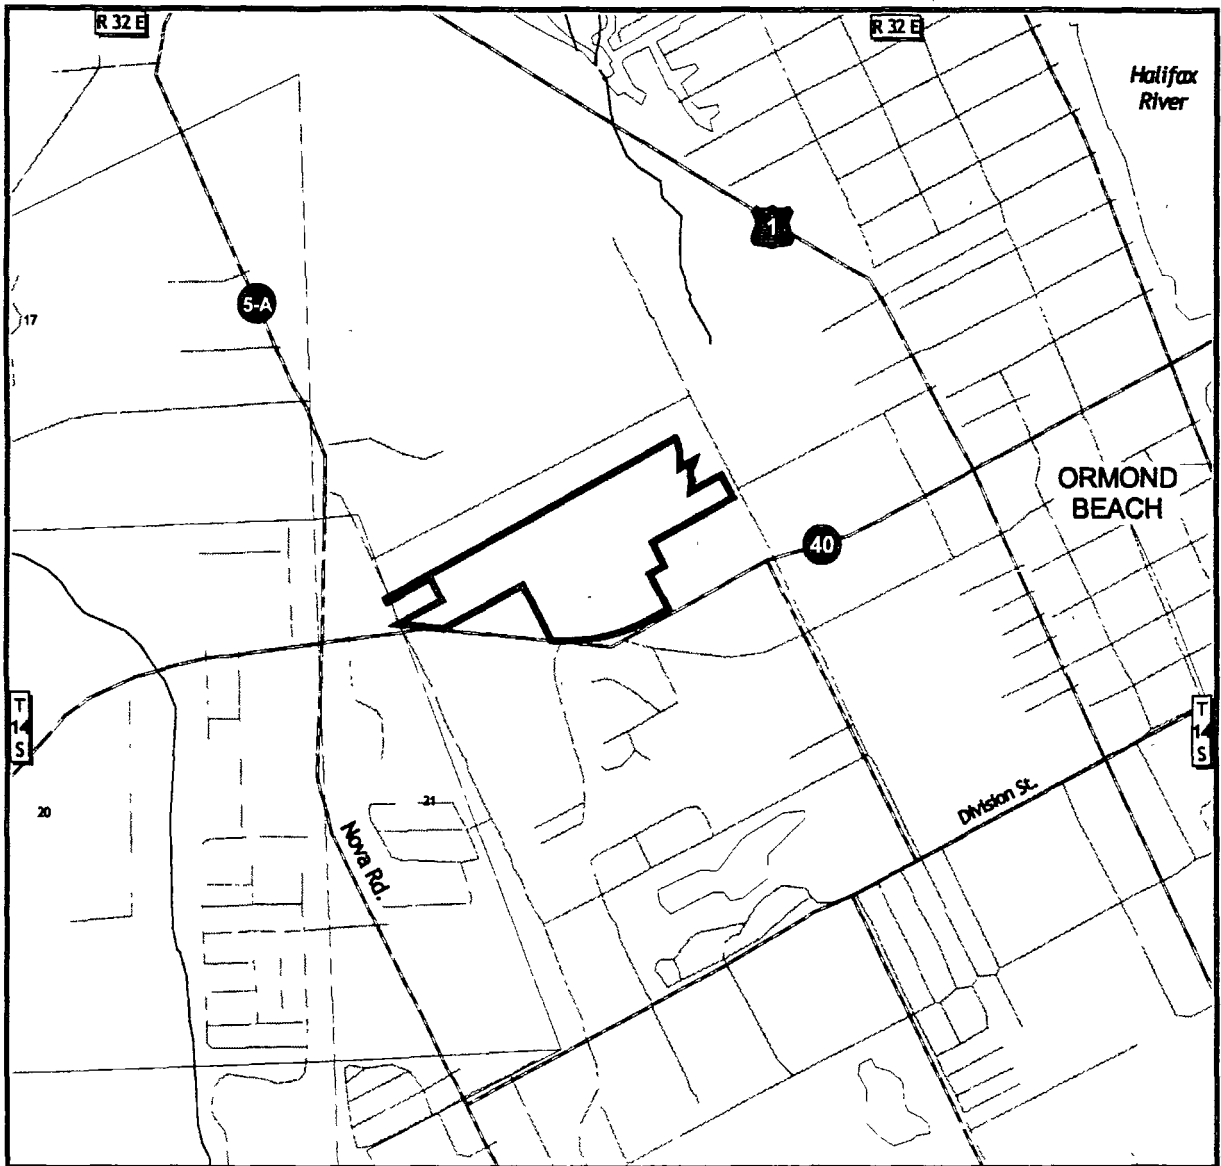 R 32 E
R 32 E
Halifax
River
1
5-A
17
ORMOND
BEACH
40
T
14
S
T
14
S
20
21
Division St.
Nova Rd.